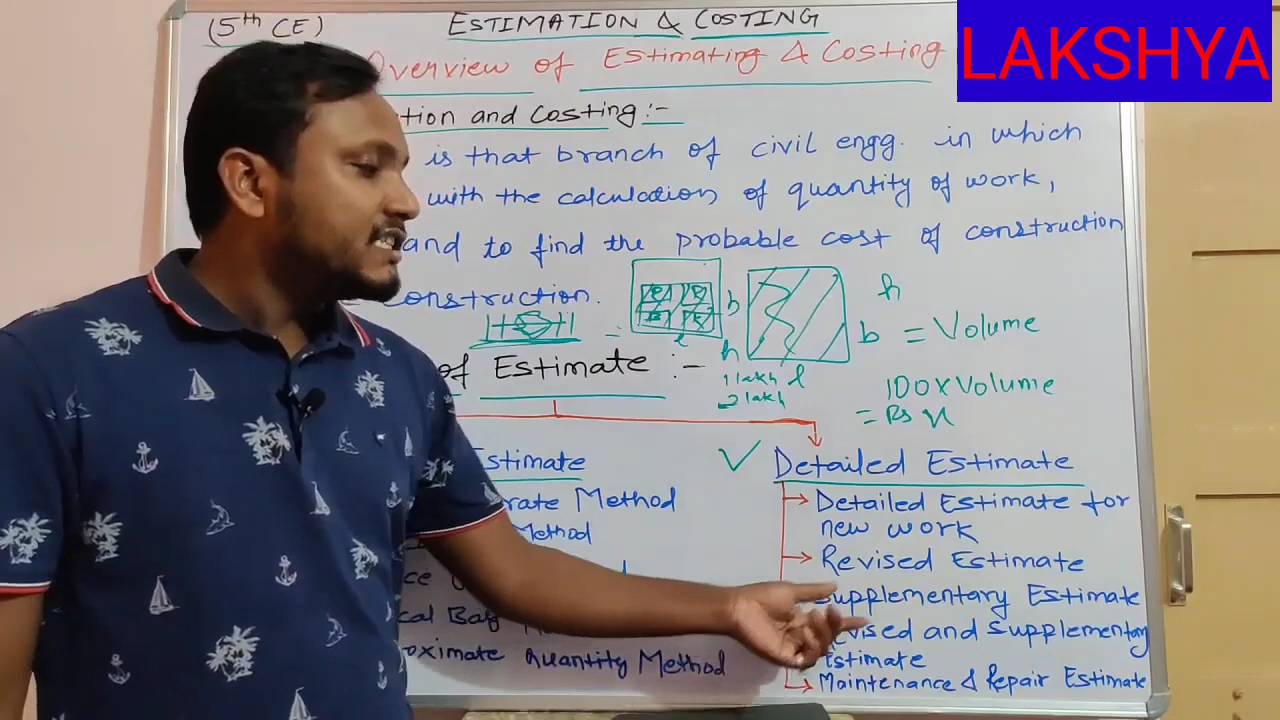 (5th CE)
ESTIMATION & COSTING
LAKSHYA
Overview of Estimating & Costing
tion and Costing:-
is that branch of civil engg. in which
with the calculation of quantity of work,
and to find the probable cost of construction
construction.
h
b
b = Volume
l
h
1 lakh l
2 lakh
100xVolume
= Rs x
of Estimate :-
Estimate
Detailed Estimate
rate Method
Method
cal Bay
oximate Quantity Method
Detailed Estimate for
new work
Revised Estimate
Supplementary Estimate
Revised and Supplementary
Estimate
Maintenance & Repair Estimate